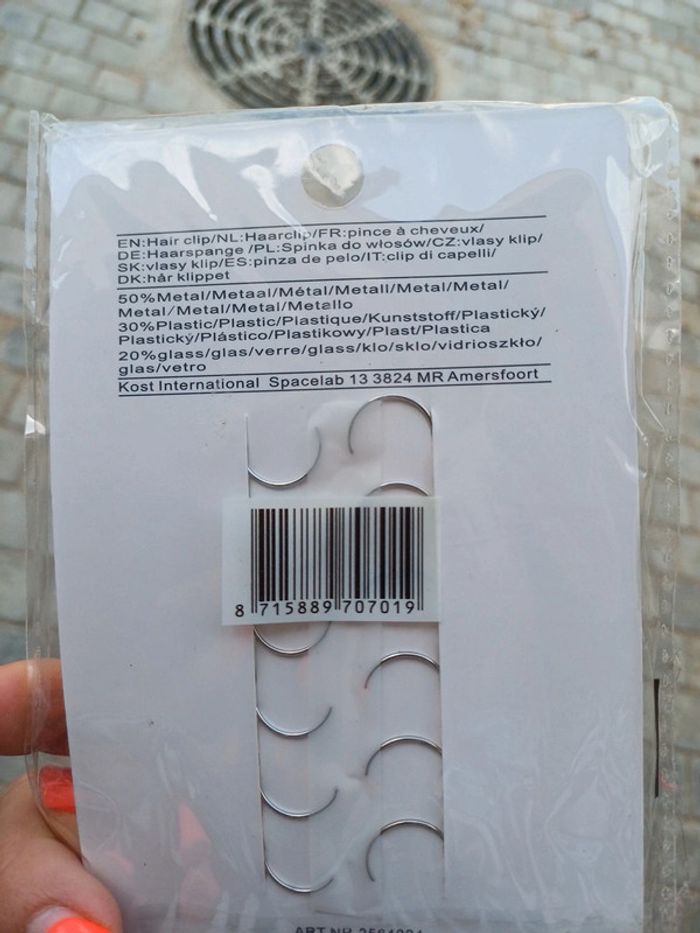 EN:Hair clip/NL:Haarclip/FR:pince à cheveux/
DE:Haarspange /PL:Spinka do włosów/CZ:vlasy klip/
SK:vlasy klip/ES:pinza de pelo/IT:clip di capelli/
DK:hår klippet
50%Metal/Metaal/Métal/Metall/Metal/Metal/
Metal/Metal/Metal/Metallo
30%Plastic/Plastic/Plastique/Kunststoff/Plastický/
Plastický/Plástico/Plastikowy/Plast/Plastica
20%glass/glas/verre/glass/klo/sklo/vidrioszkło/
glas/vetro
Kost International Spacelab 13 3824 MR Amersfoort
8 715889 707019
ART.NH